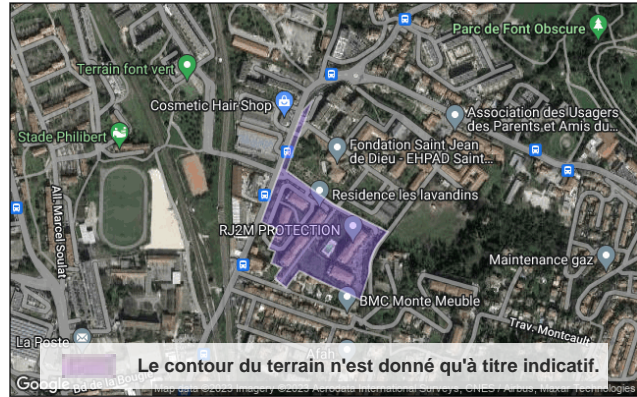 Parc de Font Obscure
Terrain font vert
Cosmetic Hair Shop
Association des Usagers
des Parents et Amis du...
Stade Philibert
Fondation Saint Jean
de Dieu - EHPAD Saint...
Residence les lavandins
All. Marcel Soulat
RJ2M PROTECTION
Maintenance gaz
BMC Monte Meuble
Trav. Montcault
La Poste
Afah
Le contour du terrain n'est donné qu'à titre indicatif.
Google
Map data ©2023 Imagery ©2023 Aerodata International Surveys, CNES / Airbus, Maxar Technologies